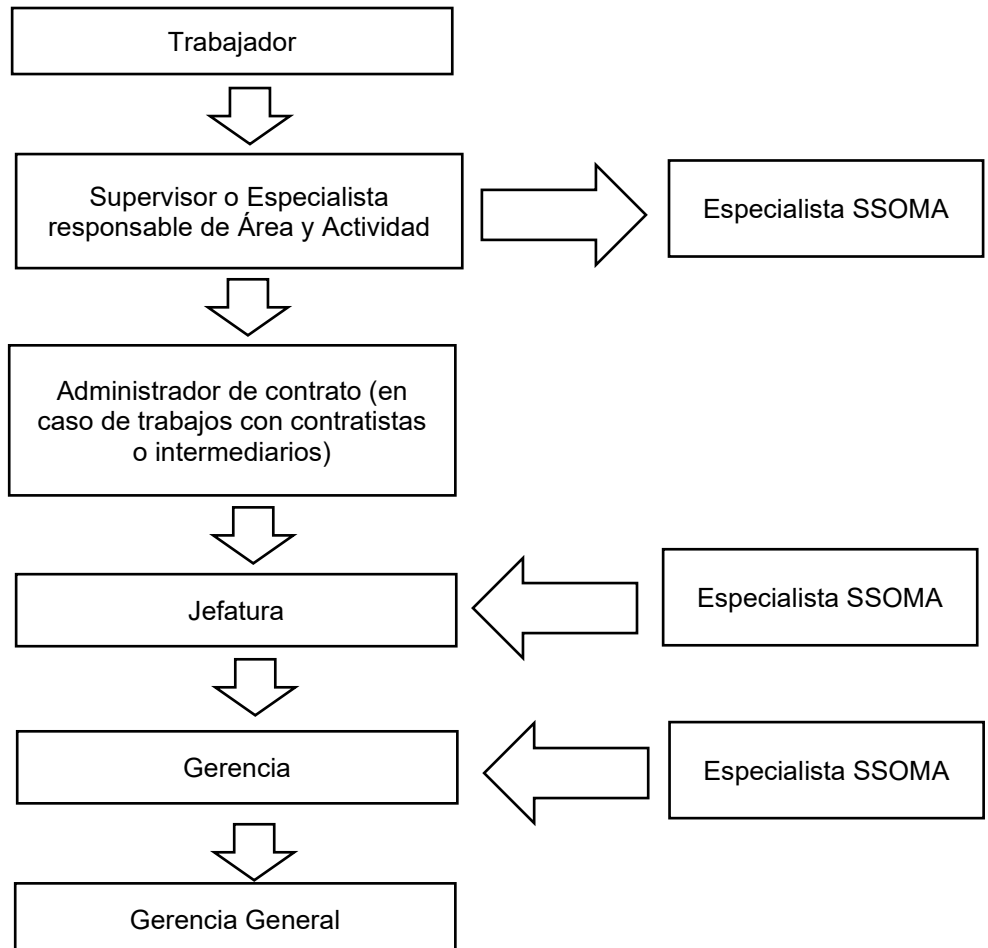 Trabajador
Supervisor o Especialista
responsable de Área y Actividad
Especialista SSOMA
Administrador de contrato (en
caso de trabajos con contratistas
o intermediarios)
Jefatura
Especialista SSOMA
Gerencia
Especialista SSOMA
Gerencia General